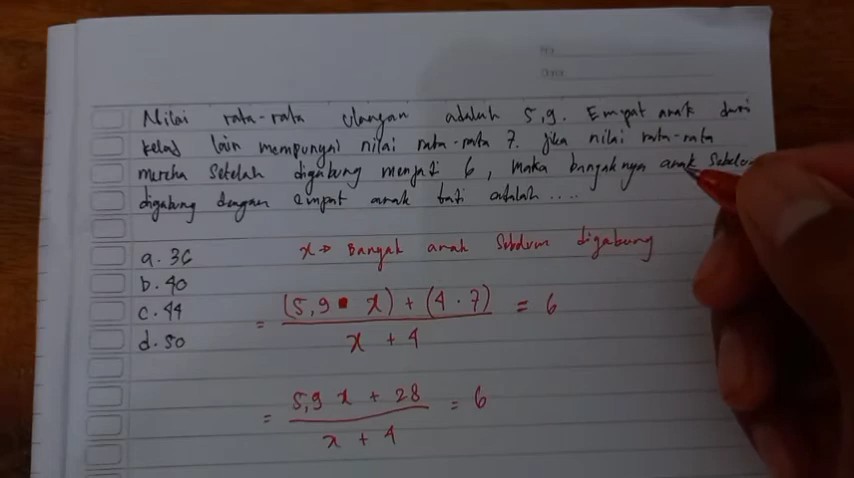 Nilai rata-rata ulangan adalah 5,9. Empat anak dari
kelas lain mempunyai nilai rata-rata 7. Jika nilai rata-rata
mereka setelah digabung menjadi 6, maka banyaknya anak sebelum
digabung dengan empat anak tadi adalah....
a. 36
b. 40
c. 44
d. 50
x → Banyak anak sebelum digabung
= (5,9 • x) + (4 . 7) / x + 4 = 6
= 5,9 x + 28 / x + 4 = 6